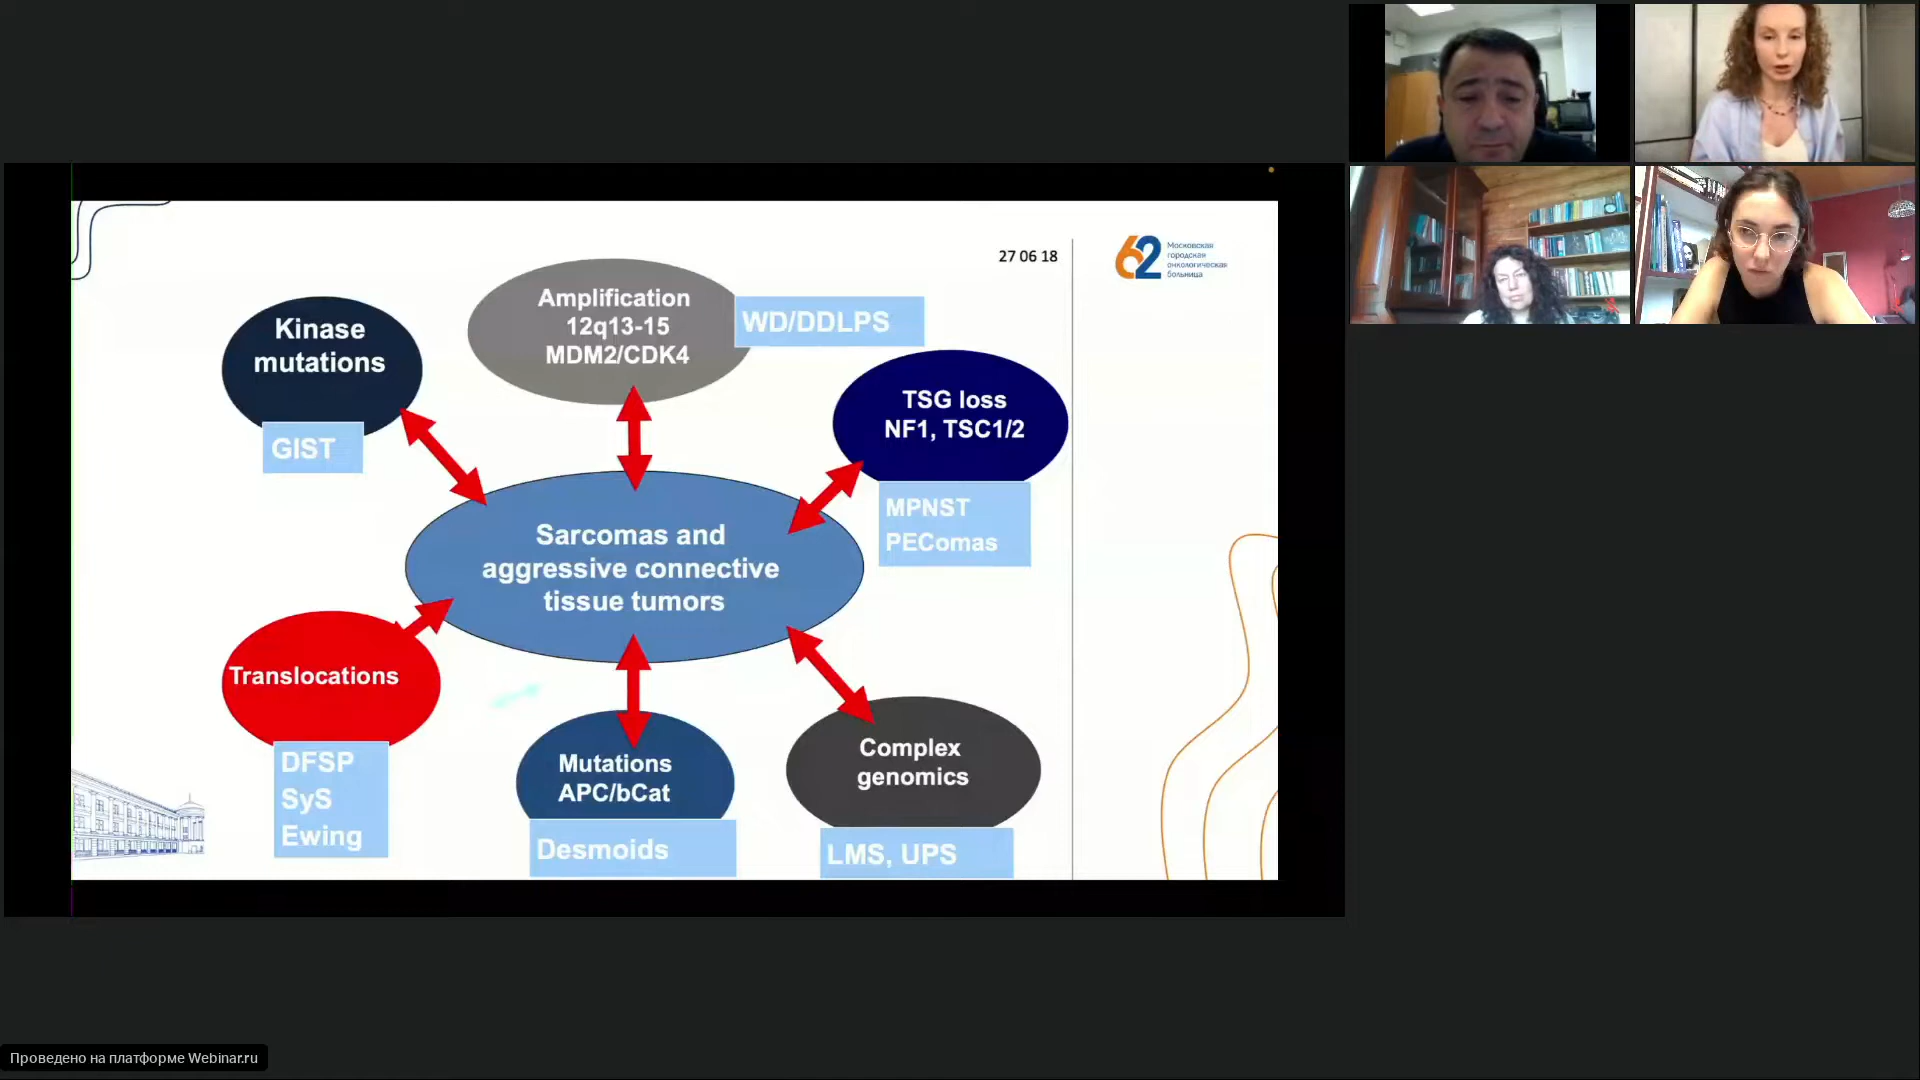 27 06 18
62
Московская
городская
онкологическая
больница
Kinase
mutations
GIST
Amplification
12q13-15
MDM2/CDK4
WD/DDLPS
TSG loss
NF1, TSC1/2
MPNST
PEComas
Sarcomas and
aggressive connective
tissue tumors
Translocations
DFSP
SyS
Ewing
Mutations
APC/bCat
Desmoids
Complex
genomics
LMS, UPS
Проведено на платформе Webinar.ru